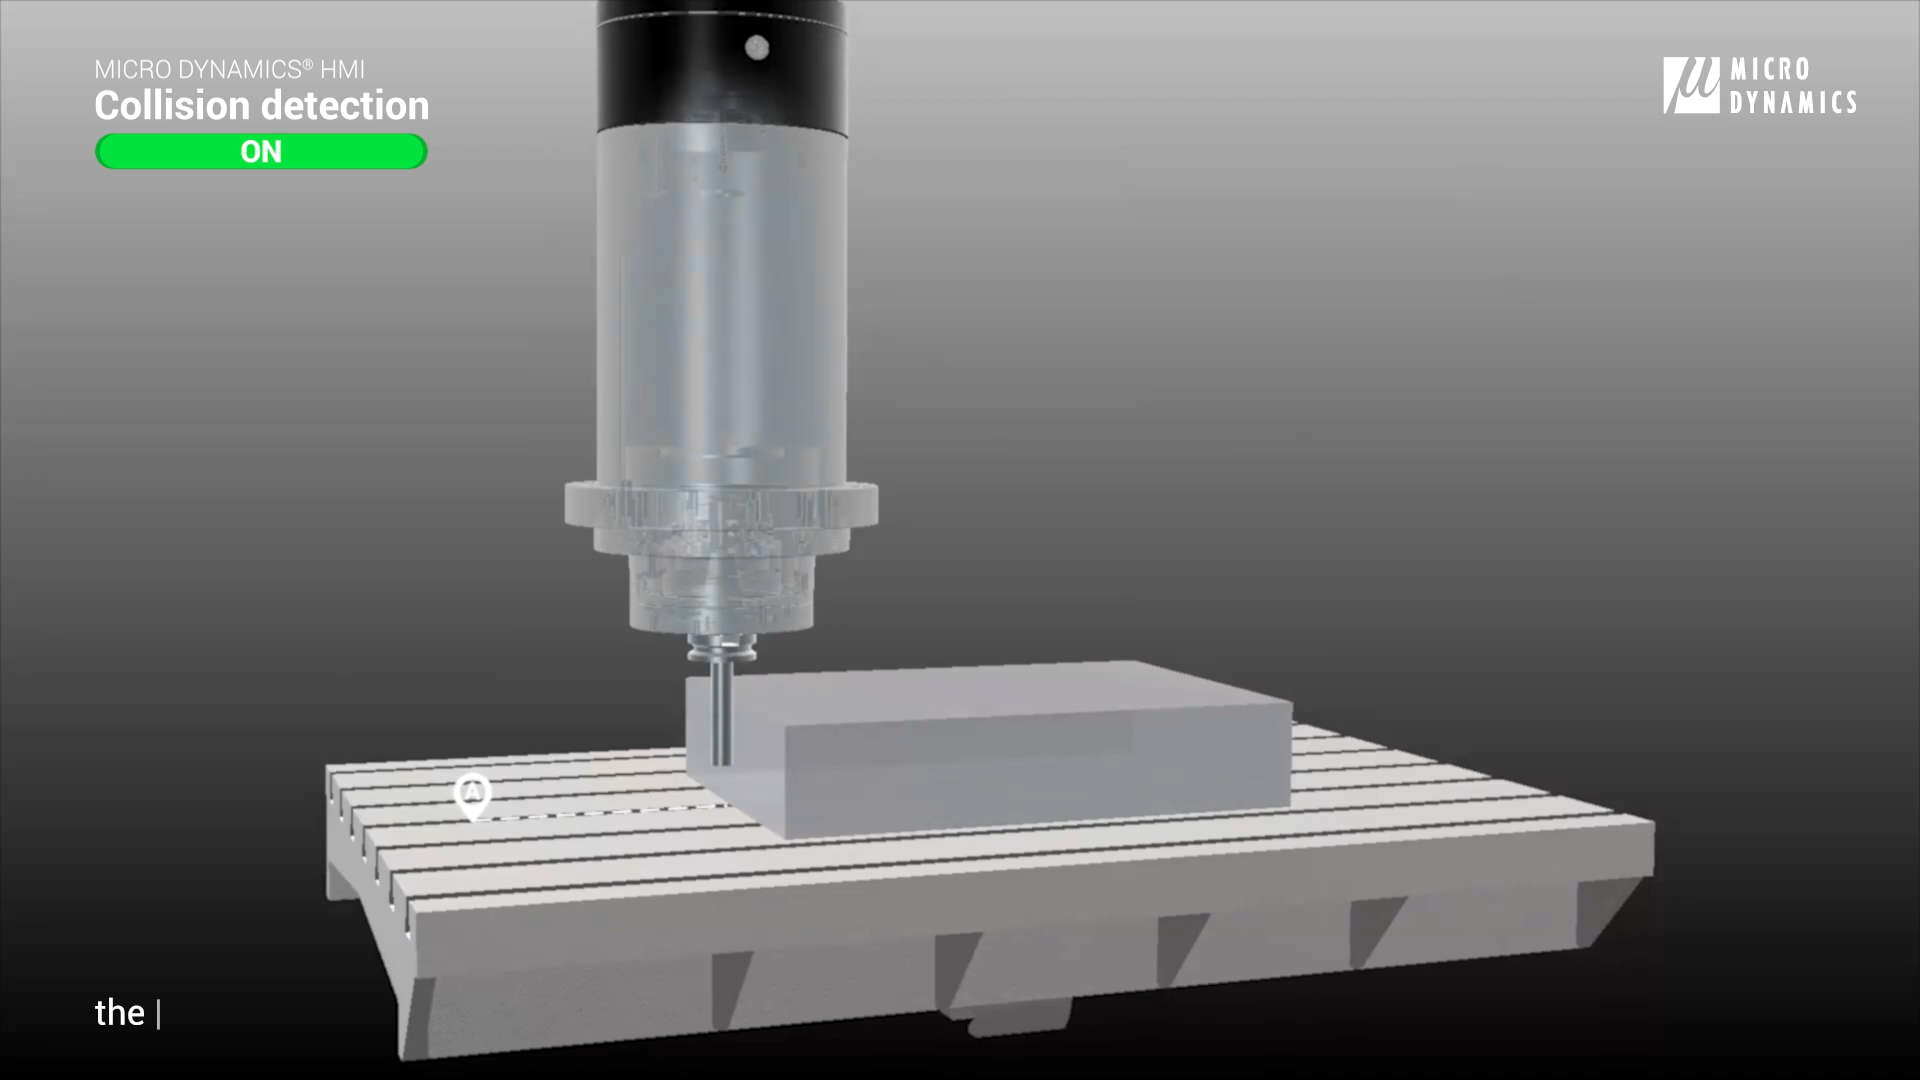 MICRO DYNAMICS® HMI
Collision detection
ON
MICRO
DYNAMICS
A
the